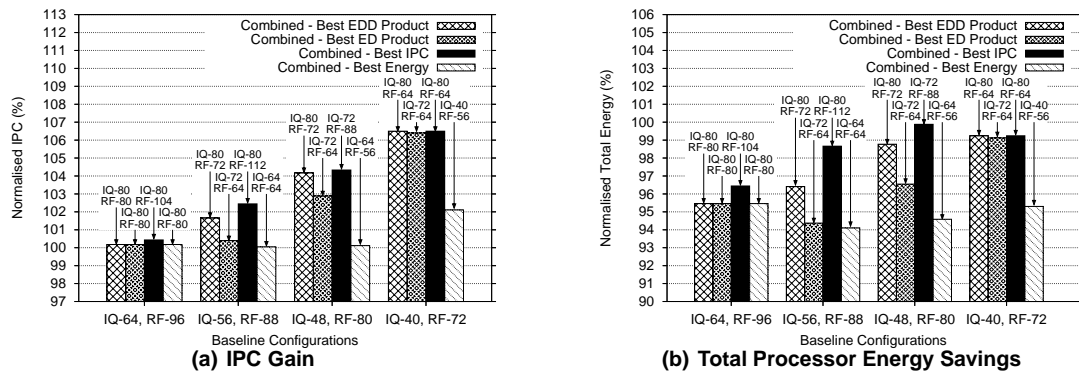 Normalised IPC (%)
113
112
111
110
109
108
107
106
105
104
103
102
101
100
99
98
97
Combined - Best EDD Product
Combined - Best ED Product
Combined - Best IPC
Combined - Best Energy
IQ-80 RF-80
IQ-80 RF-80
IQ-80 RF-104
IQ-80 RF-80
IQ-80 RF-72
IQ-72 RF-64
IQ-80 RF-112
IQ-64 RF-64
IQ-80 RF-72
IQ-72 RF-64
IQ-72 RF-88
IQ-64 RF-56
IQ-80 RF-64
IQ-72 RF-64
IQ-80 RF-64
IQ-40 RF-56
IQ-64, RF-96 IQ-56, RF-88 IQ-48, RF-80 IQ-40, RF-72
Baseline Configurations
(a) IPC Gain
Normalised Total Energy (%)
106
105
104
103
102
101
100
99
98
97
96
95
94
93
92
91
90
Combined - Best EDD Product
Combined - Best ED Product
Combined - Best IPC
Combined - Best Energy
IQ-80 RF-80
IQ-80 RF-80
IQ-80 RF-104
IQ-80 RF-80
IQ-80 RF-72
IQ-72 RF-64
IQ-80 RF-112
IQ-64 RF-64
IQ-80 RF-72
IQ-72 RF-64
IQ-72 RF-88
IQ-64 RF-56
IQ-80 RF-64
IQ-72 RF-64
IQ-80 RF-64
IQ-40 RF-56
IQ-64, RF-96 IQ-56, RF-88 IQ-48, RF-80 IQ-40, RF-72
Baseline Configurations
(b) Total Processor Energy Savings